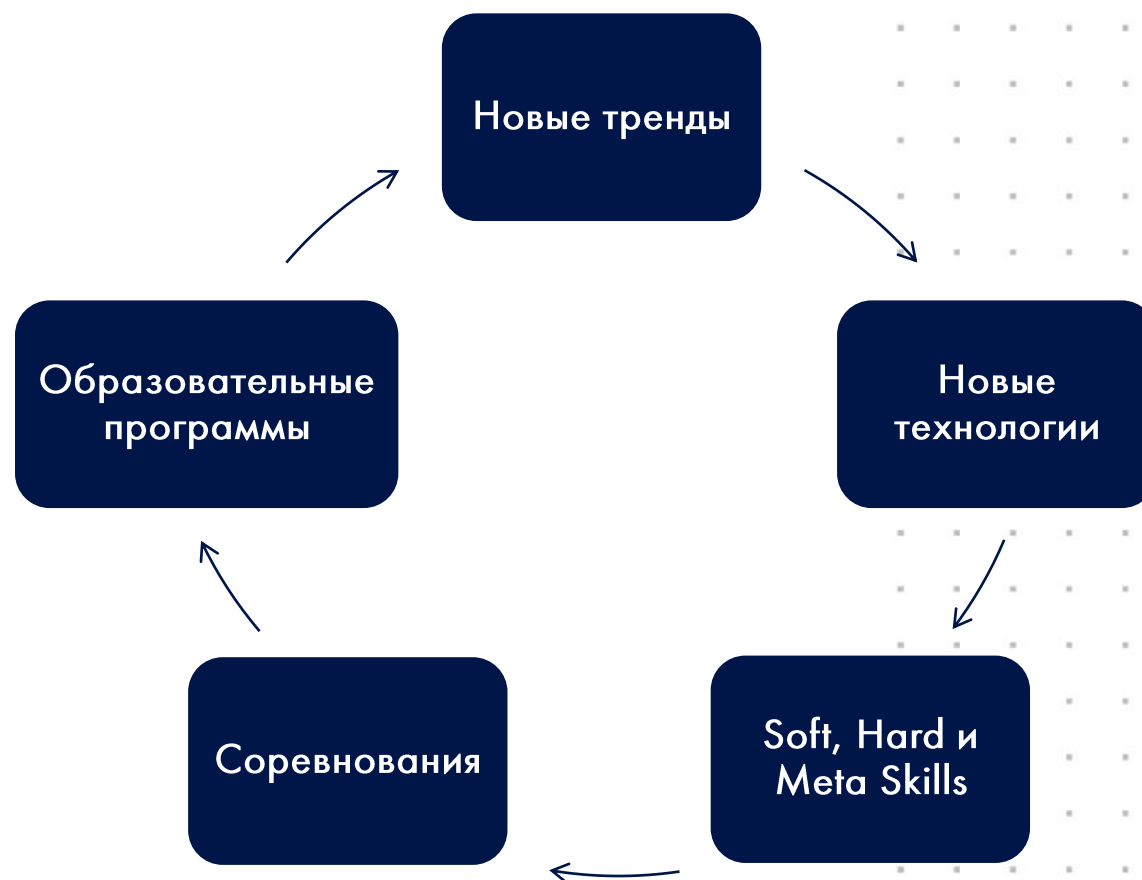 Новые тренды
Образовательные
программы
Новые
технологии
Соревнования
Soft, Hard и
Meta Skills